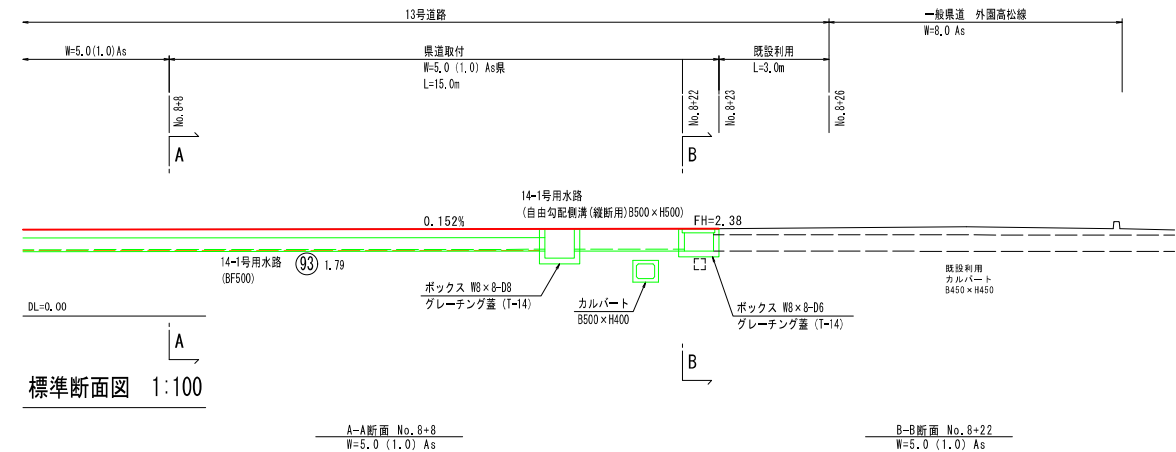 13号道路
一般県道 外園高松線
W=8.0 As
W=5.0(1.0)As
県道取付
W=5.0 (1.0) As県
L=15.0m
既設利用
L=3.0m
No.8+8
No.8+22
No.8+23
No.8+26
A
B
14-1号用水路
(自由勾配側溝(縦断用)B500×H500)
0.152%
FH=2.38
14-1号用水路
(BF500)
93 1.79
ボックス W8×8-D8
グレーチング蓋 (T-14)
カルバート
B500×H400
ボックス W8×8-D6
グレーチング蓋 (T-14)
既設利用
カルバート
B450×H450
DL=0.00
A
B
標準断面図 1:100
A-A断面 No.8+8
W=5.0 (1.0) As
B-B断面 No.8+22
W=5.0 (1.0) As